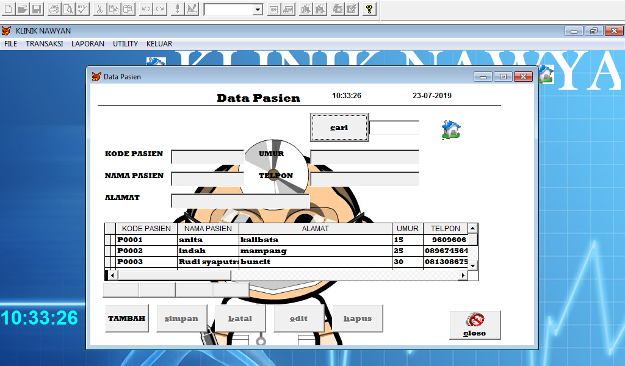 KLINIK NAWYAN
FILE TRANSAKSI LAPORAN UTILITY KELUAR
KLINIK NAWYA
Data Pasien
Data Pasien 10:33:26 23-07-2019
cari
KODE PASIEN UMUR
NAMA PASIEN TELPON
ALAMAT
KODE PASIEN NAMA PASIEN ALAMAT UMUR TELPON
P0001 anita kalibata 15 9609606
P0002 indah mampang 25 089674564
P0003 Rudi syaputra buncit 30 081308675
10:33:26
TAMBAH simpan batal edit hapus close